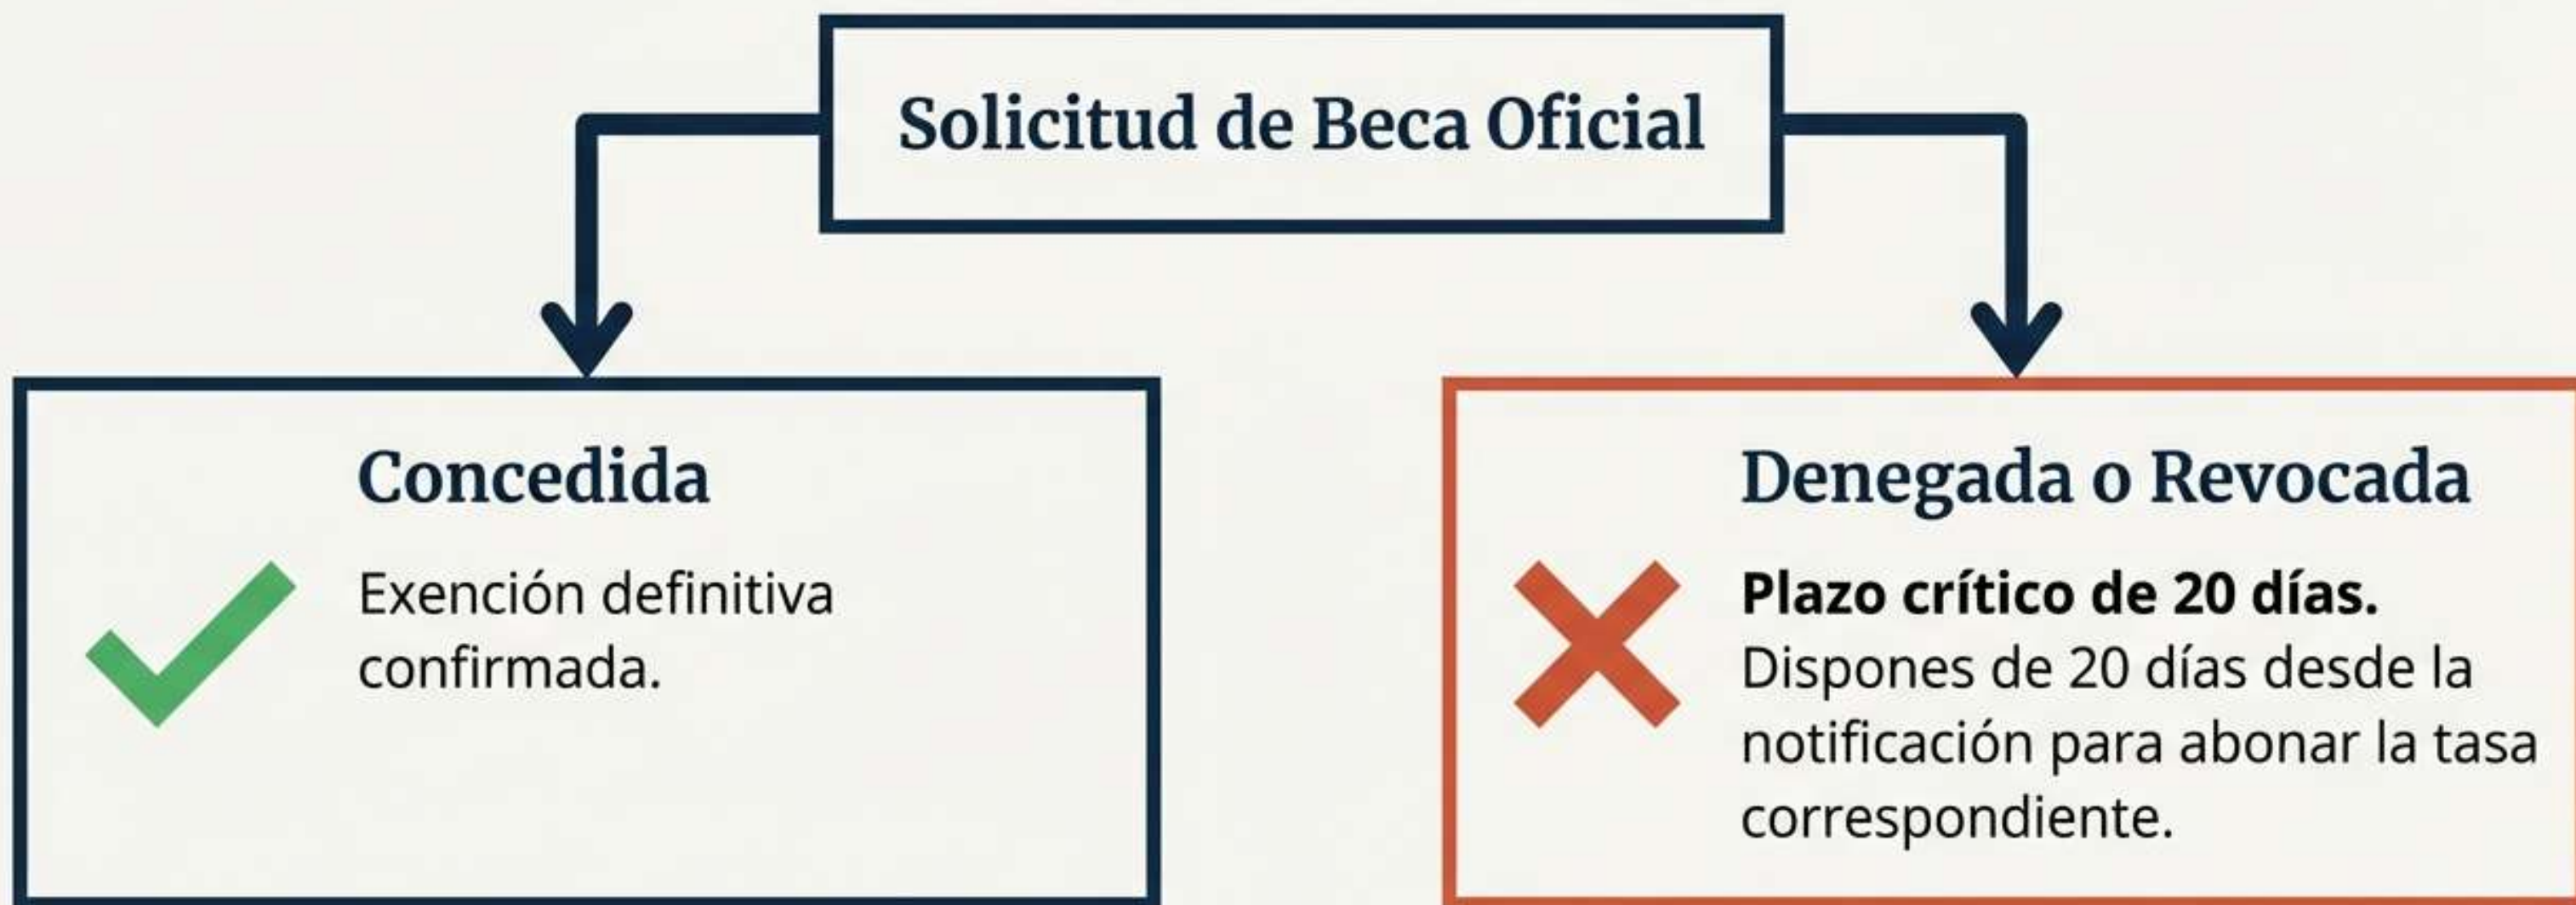 Solicitud de Beca Oficial
Concedida
Exención definitiva
confirmada.
Denegada o Revocada
Plazo crítico de 20 días.
Dispones de 20 días desde la
notificación para abonar la tasa
correspondiente.